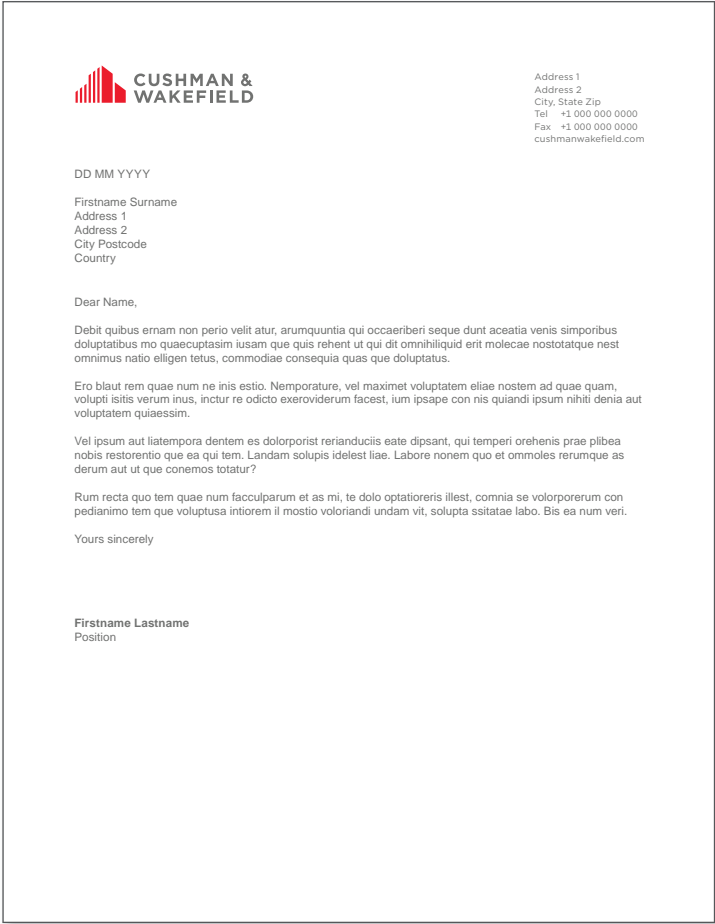 CUSHMAN &
WAKEFIELD
Address 1
Address 2
City, State Zip
Tel +1 000 000 0000
Fax +1 000 000 0000
cushmanwakefield.com
DD MM YYYY
Firstname Surname
Address 1
Address 2
City Postcode
Country
Dear Name,
Debit quibus ernam non perio velit atur, arumquuntia qui occaeriberi seque dunt aceatia venis simporibus
doluptatibus mo quaecuptasim iusam que quis rehent ut qui dit omnihiliquid erit molecae nostotatque nest
omnimus natio elligen tetus, commodiae consequia quas que doluptatus.
Ero blaut rem quae num ne inis estio. Nemporature, vel maximet voluptatem eliae nostem ad quae quam,
volupti isitis verum inus, inctur re odicto exeroviderum facest, ium ipsape con nis quiandi ipsum nihiti denia aut
voluptatem quiaessim.
Vel ipsum aut liatempora dentem es dolorporist rerianduciis eate dipsant, qui temperi orehenis prae plibea
nobis restorentio que ea qui tem. Landam solupis idelest liae. Labore nonem quo et ommoles rerumque as
derum aut ut que conemos totatur?
Rum recta quo tem quae num facculparum et as mi, te dolo optatioreris illest, comnia se volorporerum con
pedianimo tem que voluptusa intiorem il mostio voloriandi undam vit, solupta ssitatae labo. Bis ea num veri.
Yours sincerely
Firstname Lastname
Position